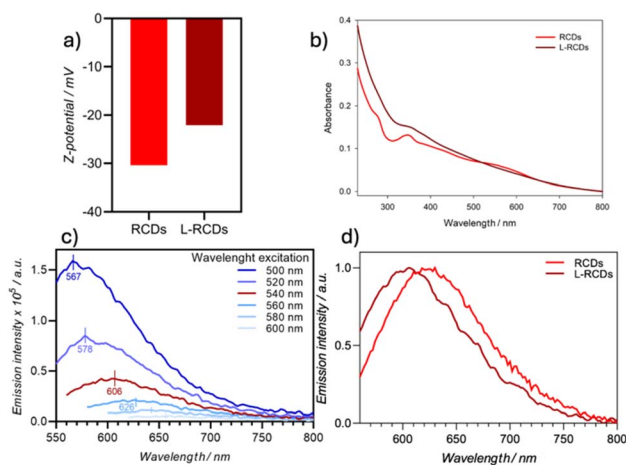 a)
Z-potential / mV
0
-10
-20
-30
-40
RCDs
L-RCDs
b)
Absorbance
0.4
0.3
0.2
0.1
0.0
300
400
500
600
700
800
Wavelength / nm
RCDs
L-RCDs
c)
Emission intensity x 10⁵ / a.u.
1.5
1.0
0.5
0.0
550
600
650
700
750
800
Wavelength / nm
Wavelenght excitation
500 nm
520 nm
540 nm
560 nm
580 nm
600 nm
567
578
606
626
d)
Emission intensity / a.u.
1.0
0.5
0.0
600
650
700
750
800
Wavelength / nm
RCDs
L-RCDs